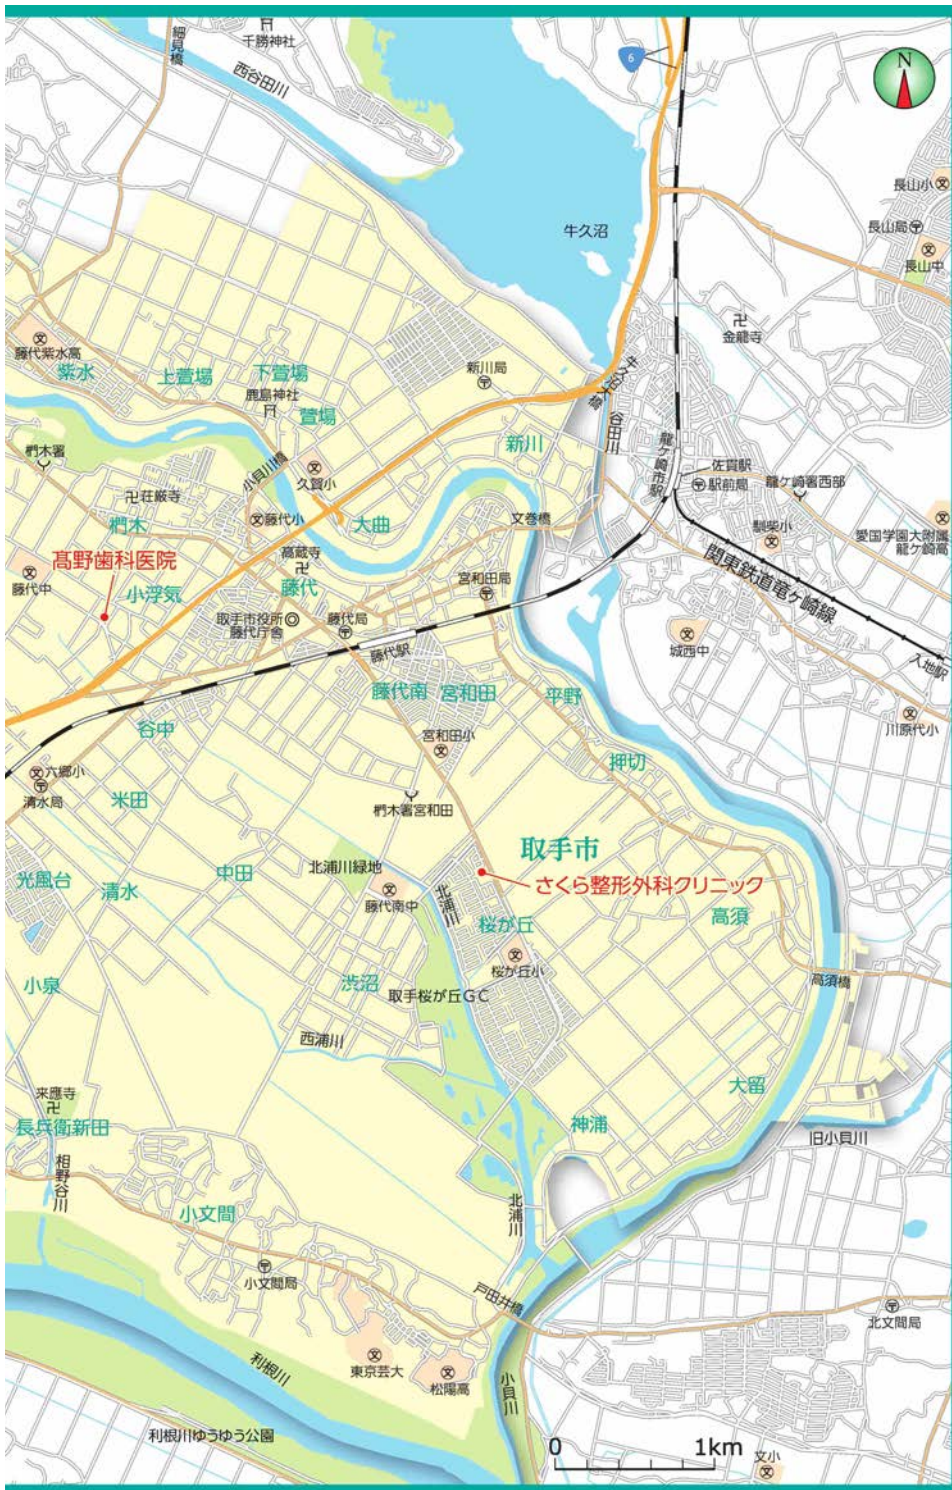 千勝神社
細見橋
西谷田川
6
N
長山小
長山局
長山中
牛久沼
金龍寺
藤代紫水高
紫水
上萱場
下萱場
鹿島神社
萱場
新川局
牛久沼大橋
谷田川
新川
龍ケ崎市駅
佐貫駅
駅前局
龍ケ崎署西部
椚木署
小貝川橋
久賀小
荘厳寺
椚木
藤代小
大曲
文巻橋
馴柴小
愛国学園大附属
龍ケ崎高
関東鉄道竜ヶ崎線
高野歯科医院
高蔵寺
藤代中
小浮気
藤代
宮和田局
取手市役所
藤代庁舎
藤代局
藤代駅
城西中
入地駅
藤代南
宮和田
平野
谷中
宮和田小
川原代小
六郷小
清水局
押切
米田
椚木署宮和田
取手市
光風台
清水
中田
北浦川緑地
藤代南中
北浦川
さくら整形外科クリニック
桜が丘
高須
桜が丘小
小泉
渋沼
取手桜が丘GC
高須橋
西浦川
来應寺
長兵衛新田
大留
神浦
旧小貝川
相野谷川
小文間
北浦川
小文間局
戸田井橋
北文間局
利根川
東京芸大
松陽高
小貝川
利根川ゆうゆう公園
0
1km
文小